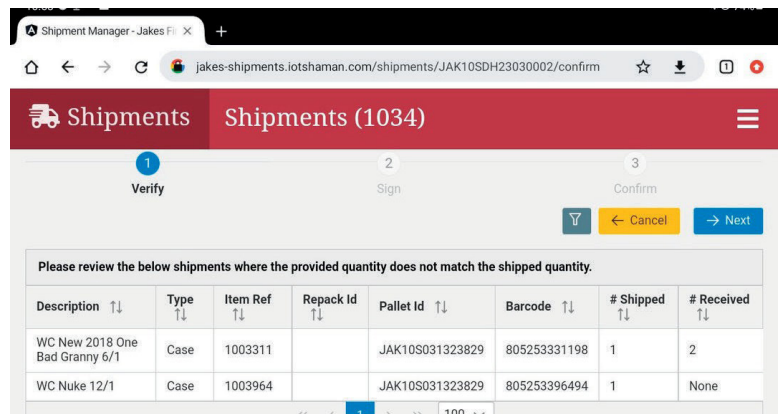 Shipment Manager - Jakes Fi
jakes-shipments.iotshaman.com/shipments/JAK10SDH23030002/confirm
1
Shipments
Shipments (1034)
1
2
3
Verify
Sign
Confirm
← Cancel
→ Next
Please review the below shipments where the provided quantity does not match the shipped quantity.
Description
Type
Item Ref
Repack Id
Pallet Id
Barcode
# Shipped
# Received
WC New 2018 One
Bad Granny 6/1
Case
1003311
JAK10S031323829
805253331198
1
2
WC Nuke 12/1
Case
1003964
JAK10S031323829
805253396494
1
None
1
100